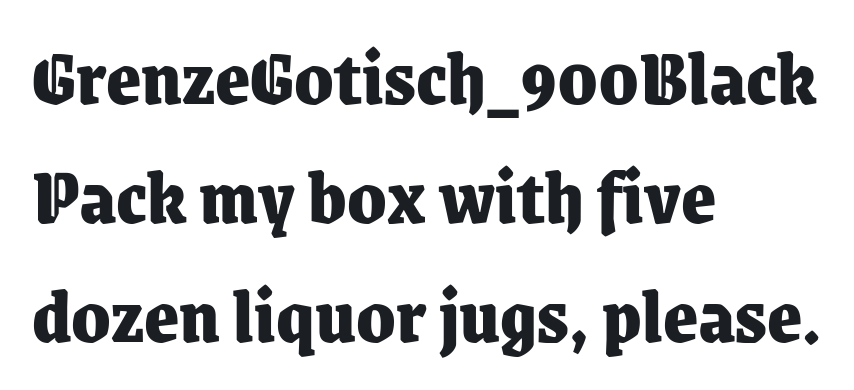 GrenzeGotisch_900Black
Pack my box with five
dozen liquor jugs, please.